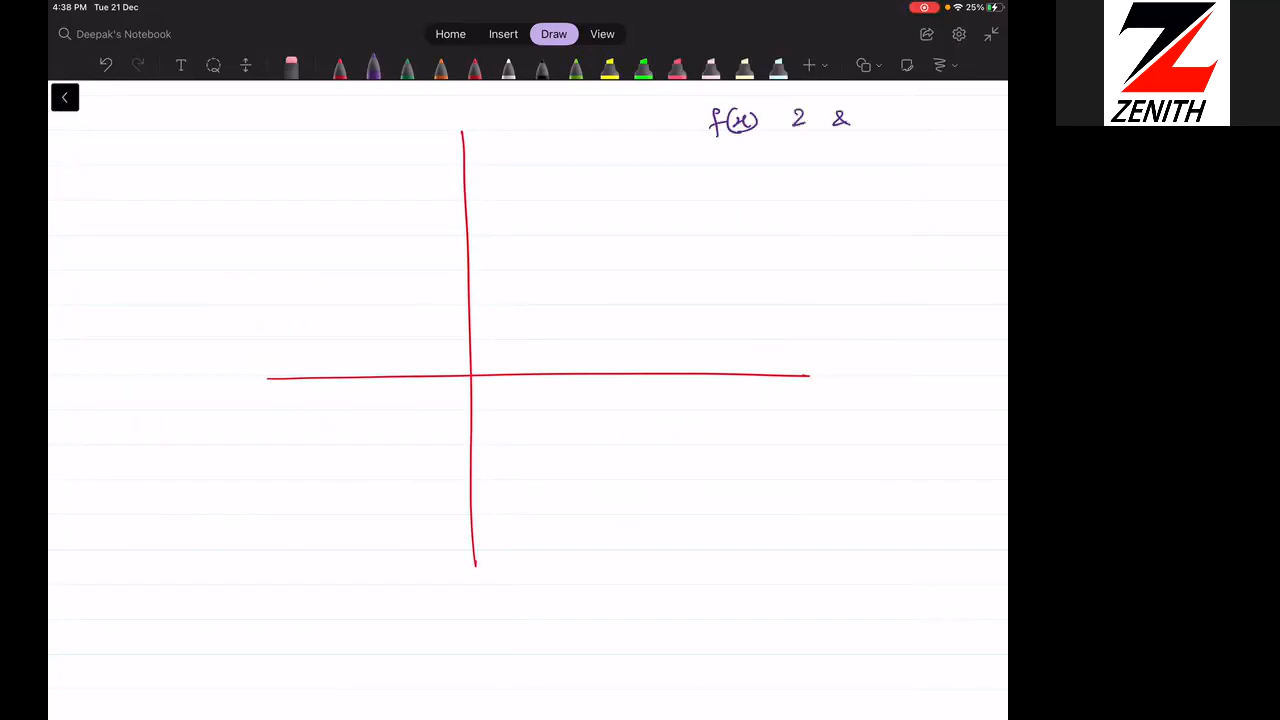 4:38 PM Tue 21 Dec
25%
Deepak's Notebook
Home Insert Draw View
T
f(x) 2 &
ZENITH